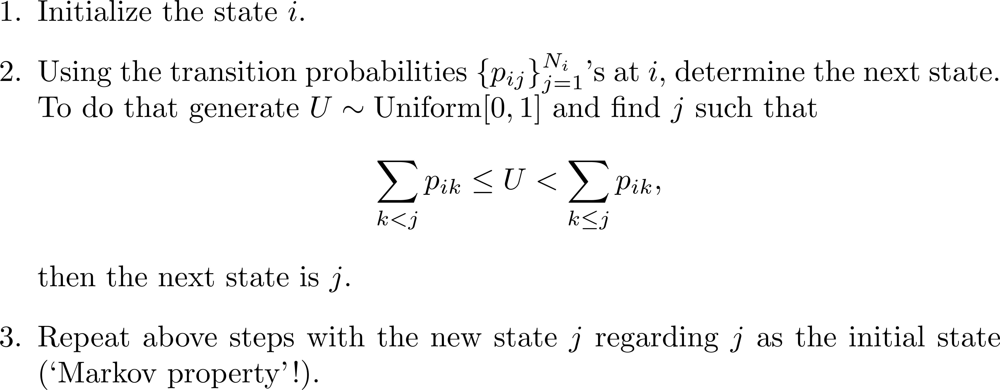 1. Initialize the state $i$.
2. Using the transition probabilities $\{p_{ij}\}_{j=1}^{N_i}$'s at $i$, determine the next state.
To do that generate $U \sim \text{Uniform}[0, 1]$ and find $j$ such that
$$\sum_{k<j} p_{ik} \leq U < \sum_{k\leq j} p_{ik},$$
then the next state is $j$.
3. Repeat above steps with the new state $j$ regarding $j$ as the initial state
('Markov property'!).